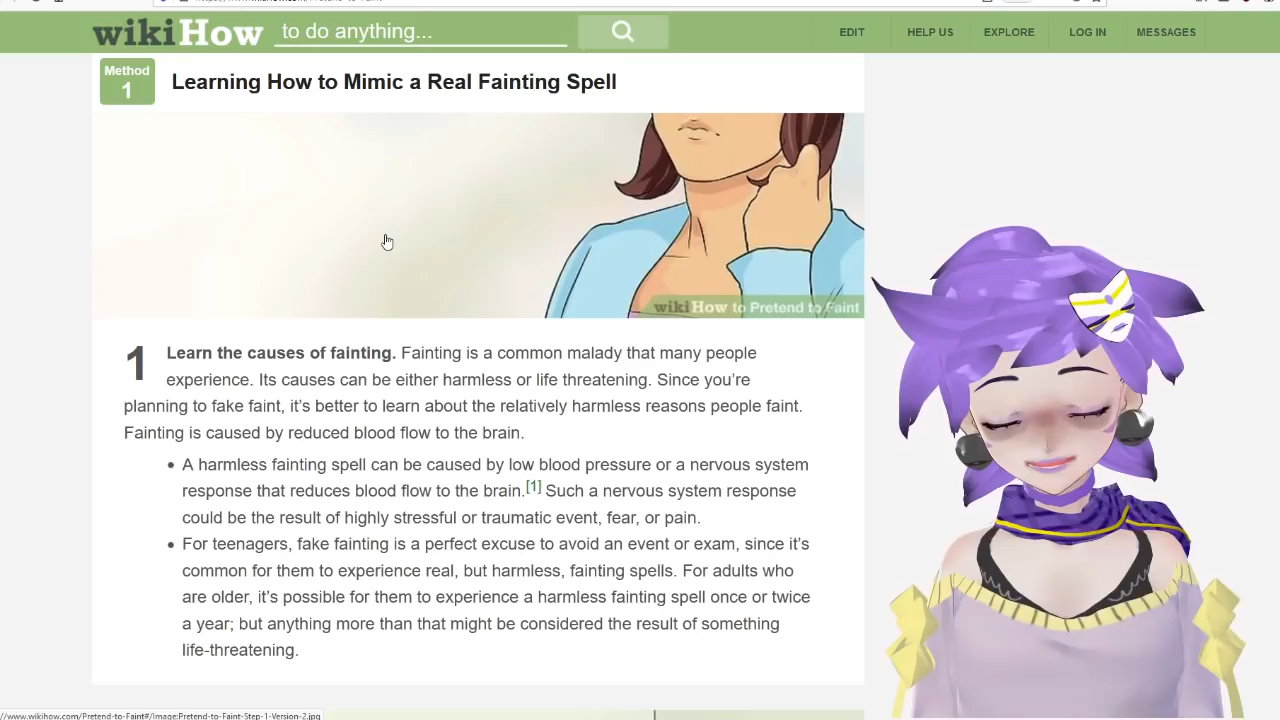 wikiHow to do anything...
EDIT HELP US EXPLORE LOG IN MESSAGES
Method
1
Learning How to Mimic a Real Fainting Spell
wikiHow to Pretend to Faint
1 Learn the causes of fainting. Fainting is a common malady that many people
experience. Its causes can be either harmless or life threatening. Since you’re
planning to fake faint, it’s better to learn about the relatively harmless reasons people faint.
Fainting is caused by reduced blood flow to the brain.
• A harmless fainting spell can be caused by low blood pressure or a nervous system
response that reduces blood flow to the brain.[1] Such a nervous system response
could be the result of highly stressful or traumatic event, fear, or pain.
• For teenagers, fake fainting is a perfect excuse to avoid an event or exam, since it's
common for them to experience real, but harmless, fainting spells. For adults who
are older, it’s possible for them to experience a harmless fainting spell once or twice
a year; but anything more than that might be considered the result of something
life-threatening.
//www.wikihow.com/Pretend-to-Faint#/Image:Pretend-to-Faint-Step-1-Version-2.jpg